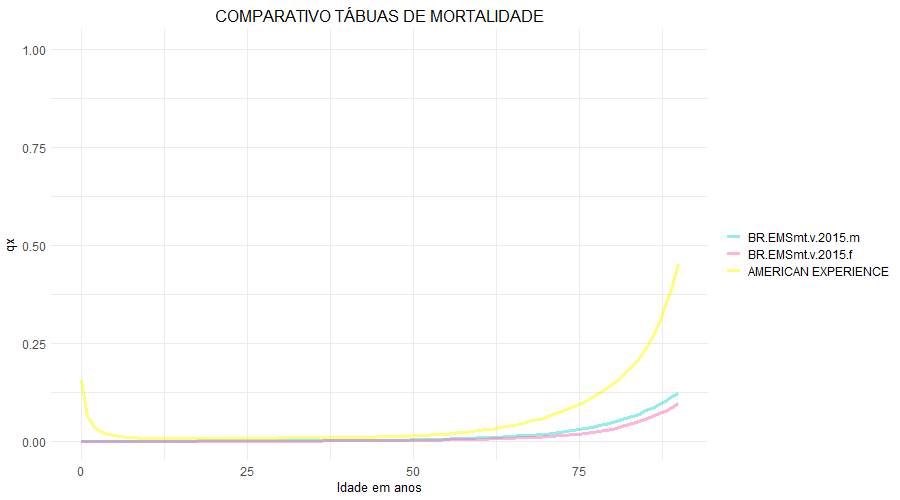 COMPARATIVO TÁBUAS DE MORTALIDADE
1.00
0.75
0.50
0.25
0.00
qx
0 25 50 75
Idade em anos
BR.EMSmt.v.2015.m
BR.EMSmt.v.2015.f
AMERICAN EXPERIENCE